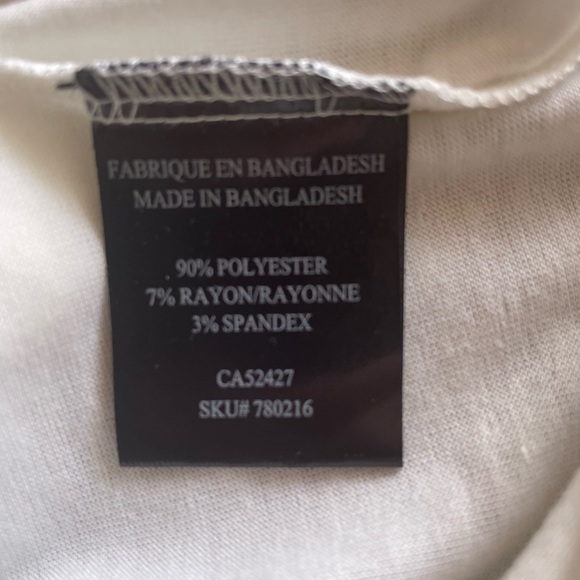 FABRIQUE EN BANGLADESH
MADE IN BANGLADESH
90% POLYESTER
7% RAYON/RAYONNE
3% SPANDEX
CA52427
SKU# 780216